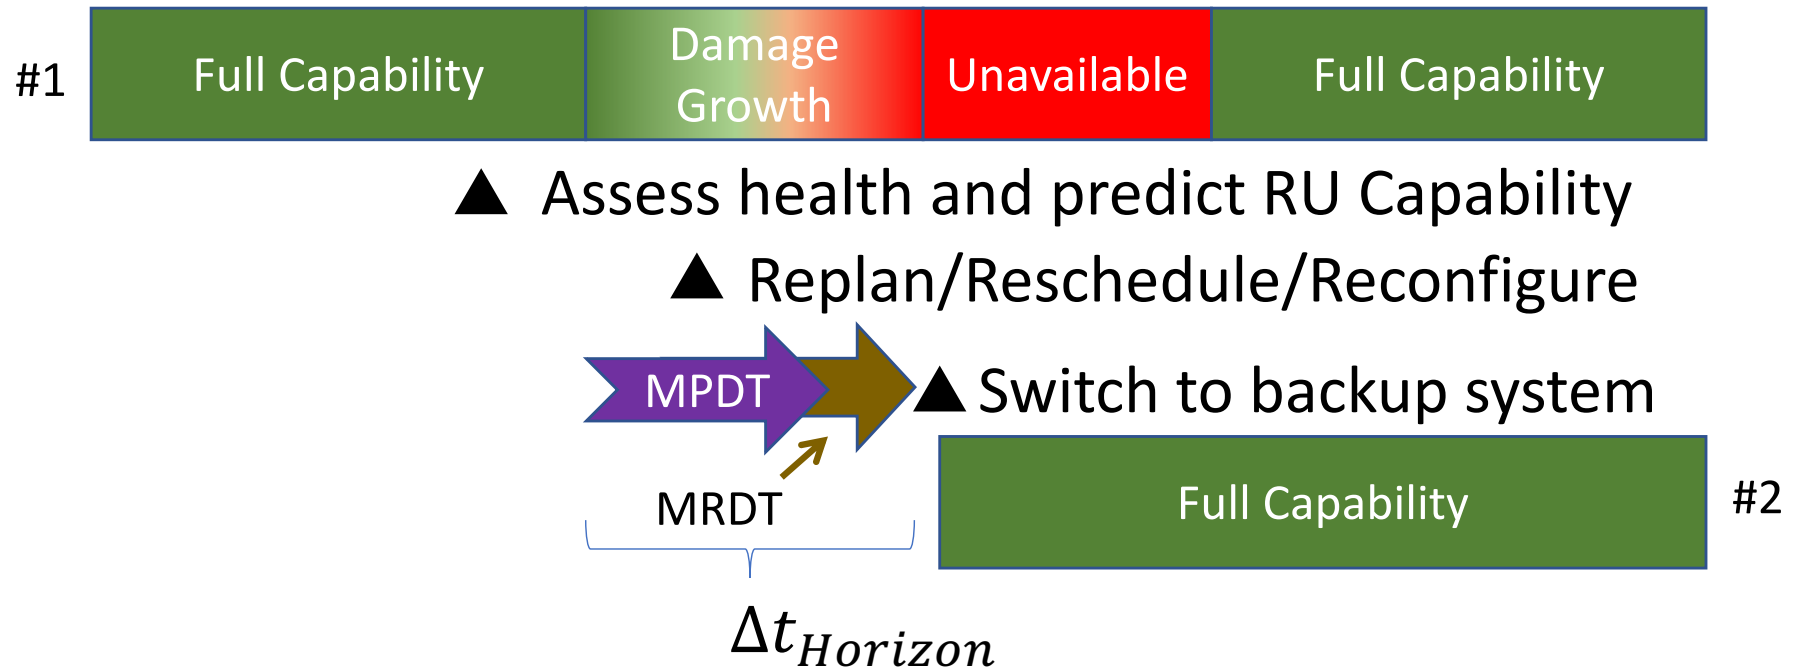 #1
Full Capability
Damage
Growth
Unavailable
Full Capability
Assess health and predict RU Capability
Replan/Reschedule/Reconfigure
MPDT
Switch to backup system
MRDT
Full Capability
#2
Δt_Horizon